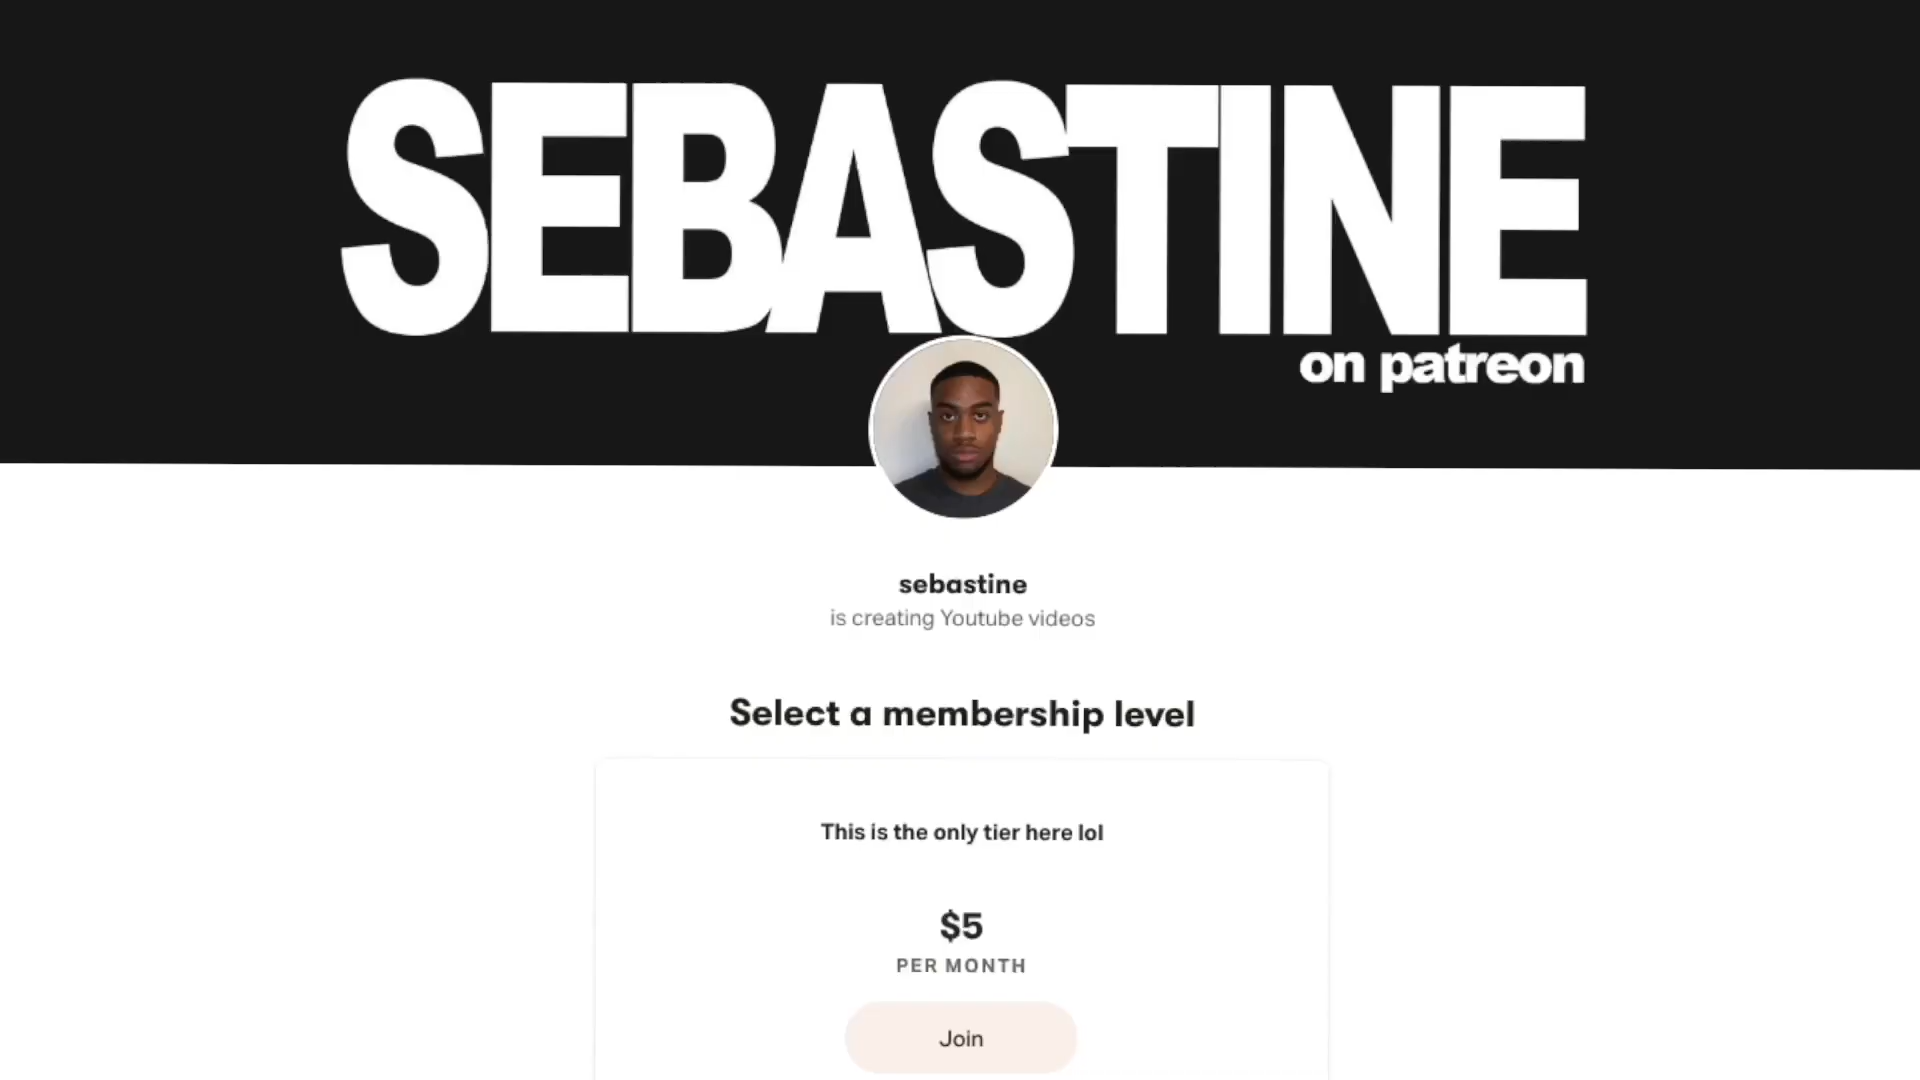 SEBASTINE
on patreon
sebastine
is creating Youtube videos
Select a membership level
This is the only tier here lol
$5
PER MONTH
Join